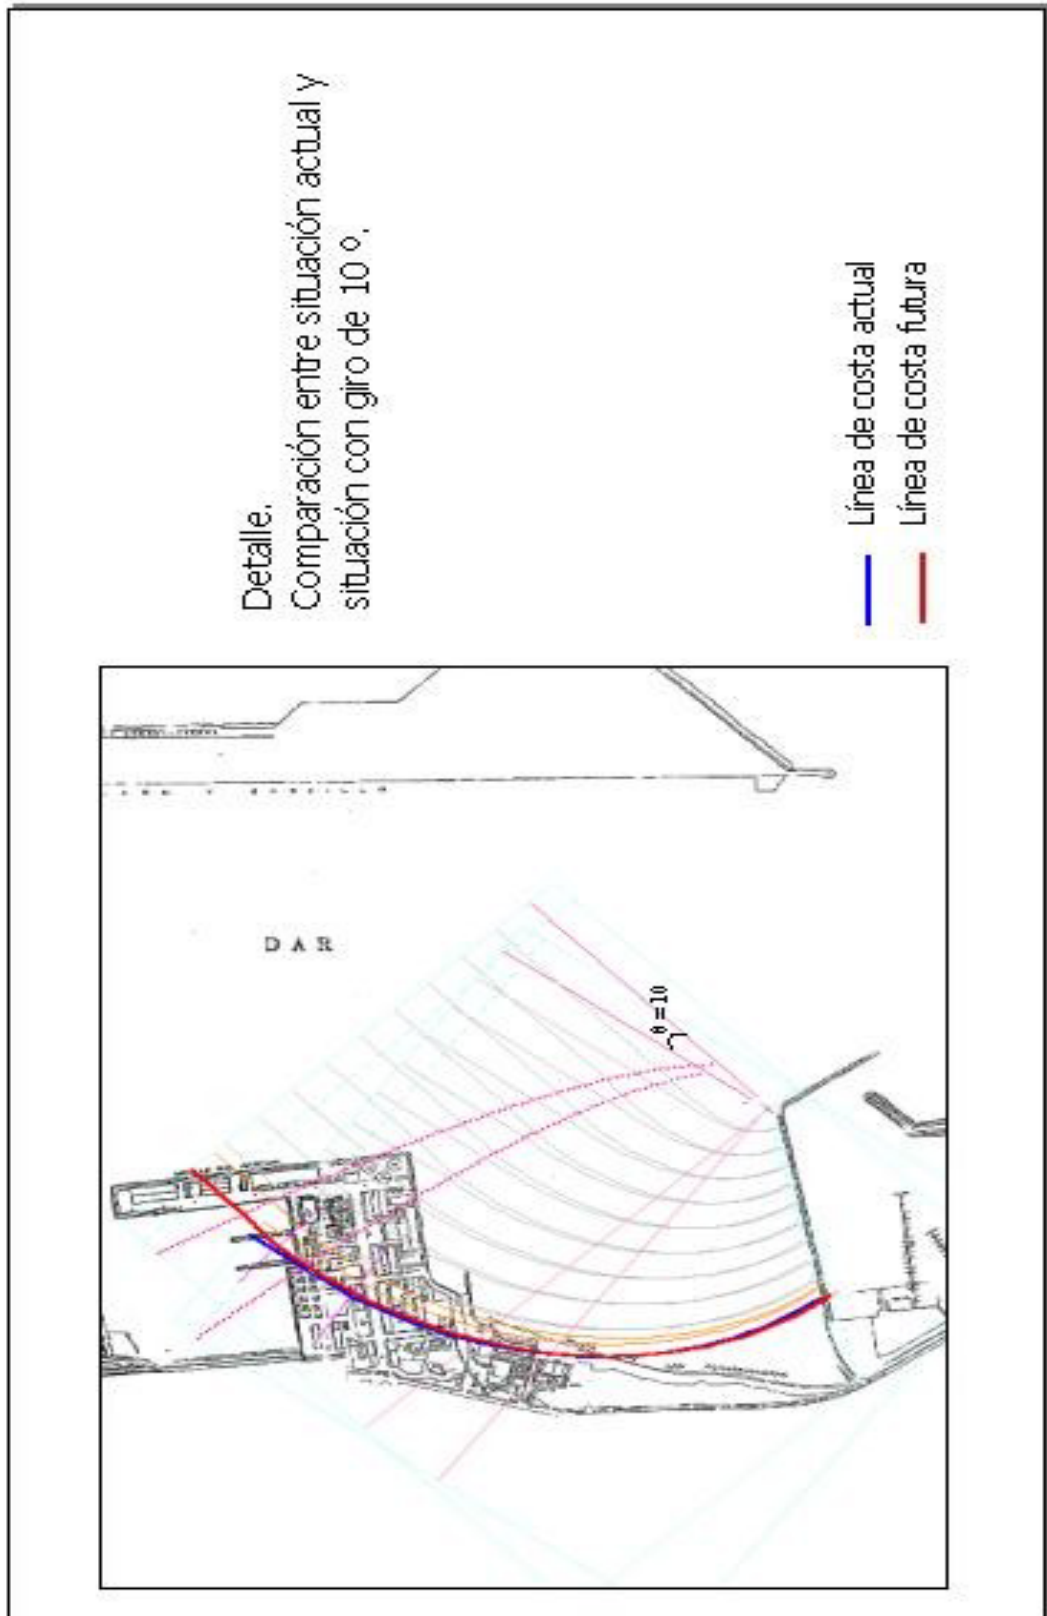 Detalle.
Comparación entre situación actual y
situación con giro de 10 º.
DAR
θ = 10
Línea de costa actual
Línea de costa futura